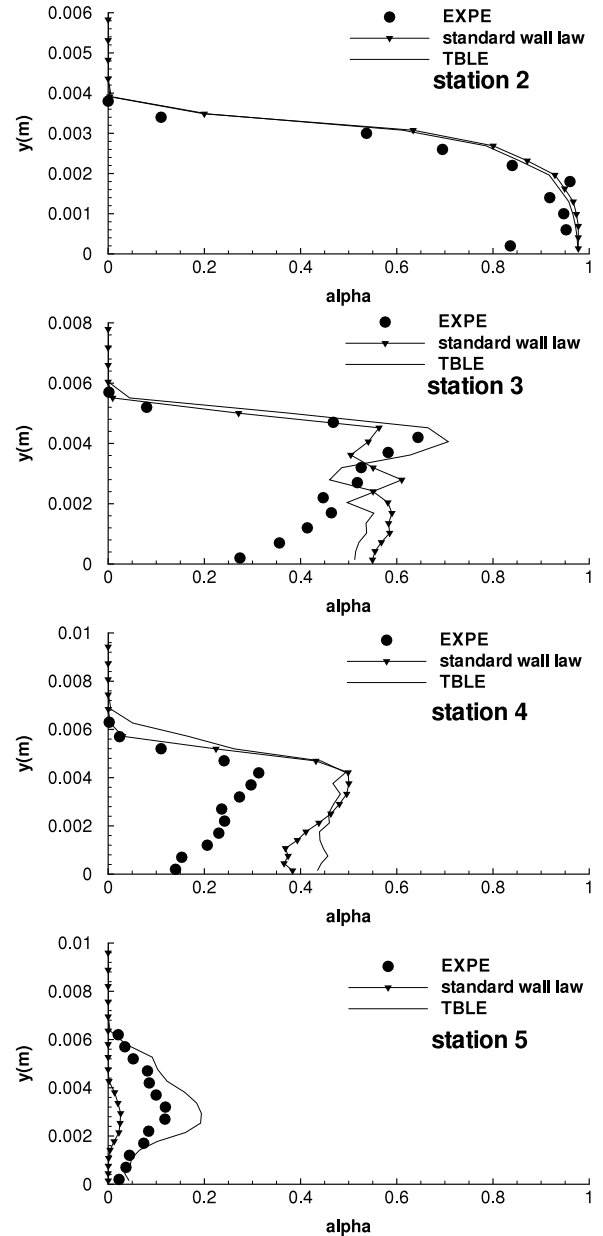 0.006
0.005
0.004
0.003
0.002
0.001
0
y(m)
EXPE
standard wall law
TBLE
station 2
0 0.2 0.4 0.6 0.8 1
alpha
0.008
0.006
0.004
0.002
0
y(m)
EXPE
standard wall law
TBLE
station 3
0 0.2 0.4 0.6 0.8 1
alpha
0.01
0.008
0.006
0.004
0.002
0
y(m)
EXPE
standard wall law
TBLE
station 4
0 0.2 0.4 0.6 0.8 1
alpha
0.01
0.008
0.006
0.004
0.002
0
y(m)
EXPE
standard wall law
TBLE
station 5
0 0.2 0.4 0.6 0.8 1
alpha